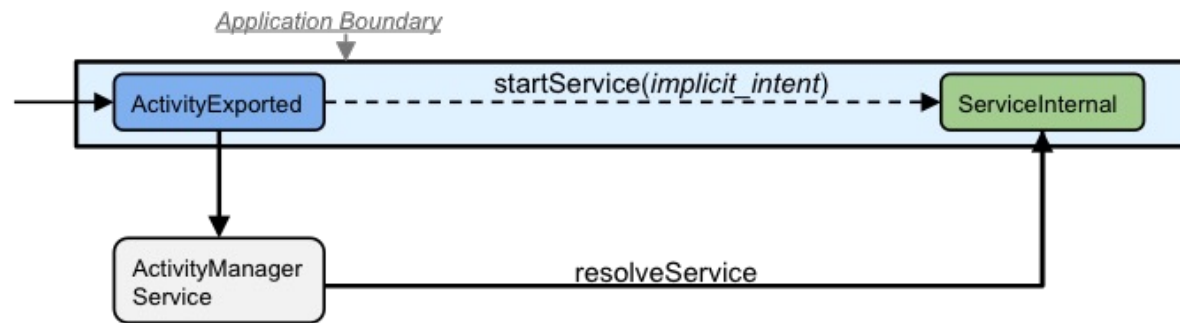 Application Boundary
startService(implicit_intent)
ActivityExported
ServiceInternal
ActivityManager
Service
resolveService